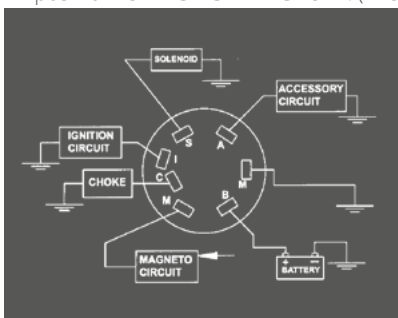 SOLENOID
ACCESSORY
CIRCUIT
S
A
IGNITION
CIRCUIT
I
C
CHOKE
M
M
B
MAGNETO
CIRCUIT
+ −
BATTERY